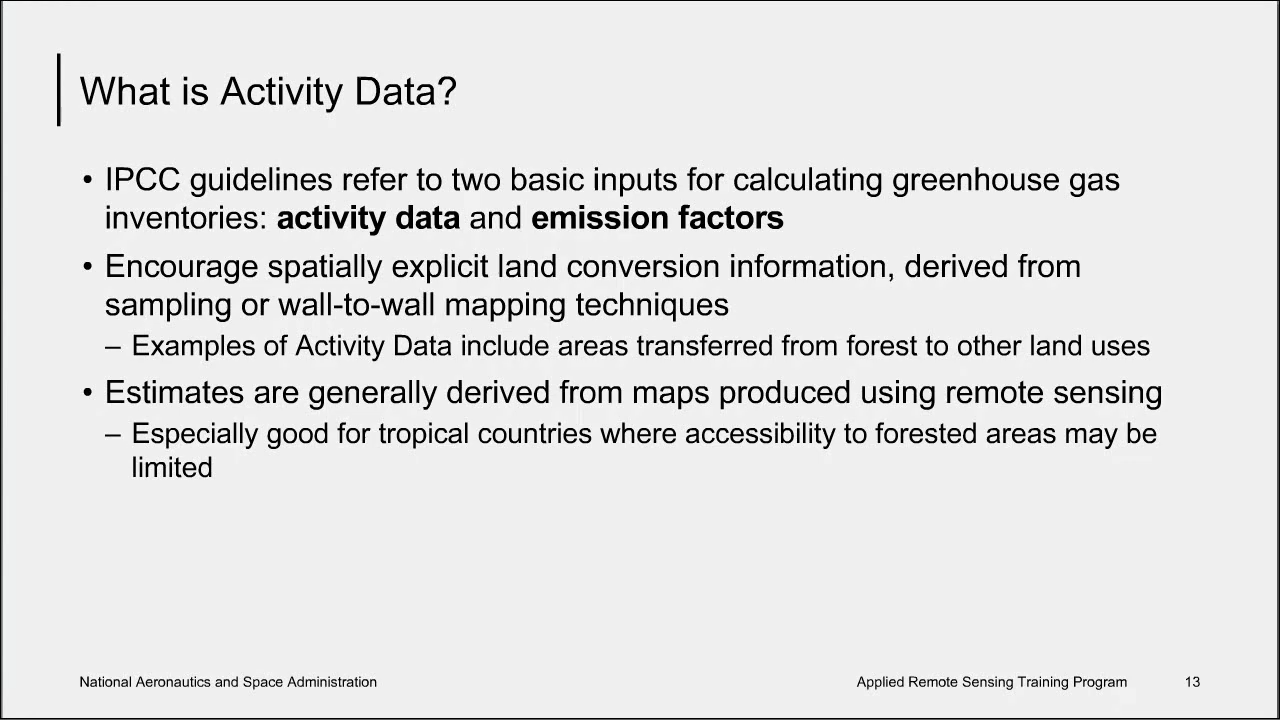 What is Activity Data?
• IPCC guidelines refer to two basic inputs for calculating greenhouse gas
inventories: activity data and emission factors
• Encourage spatially explicit land conversion information, derived from
sampling or wall-to-wall mapping techniques
– Examples of Activity Data include areas transferred from forest to other land uses
• Estimates are generally derived from maps produced using remote sensing
– Especially good for tropical countries where accessibility to forested areas may be
limited
National Aeronautics and Space Administration
Applied Remote Sensing Training Program
13